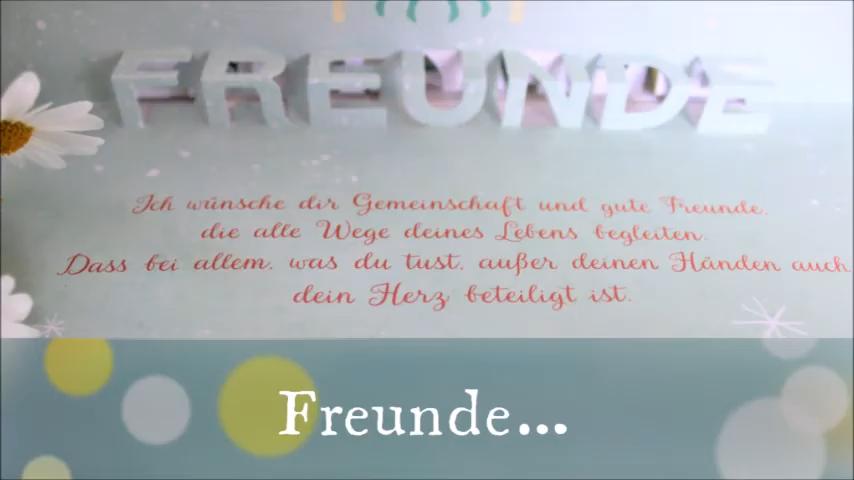 FREUNDE
Ich wünsche dir Gemeinschaft und gute Freunde,
die alle Wege deines Lebens begleiten.
Dass bei allem, was du tust, außer deinen Händen auch
dein Herz beteiligt ist.
Freunde...